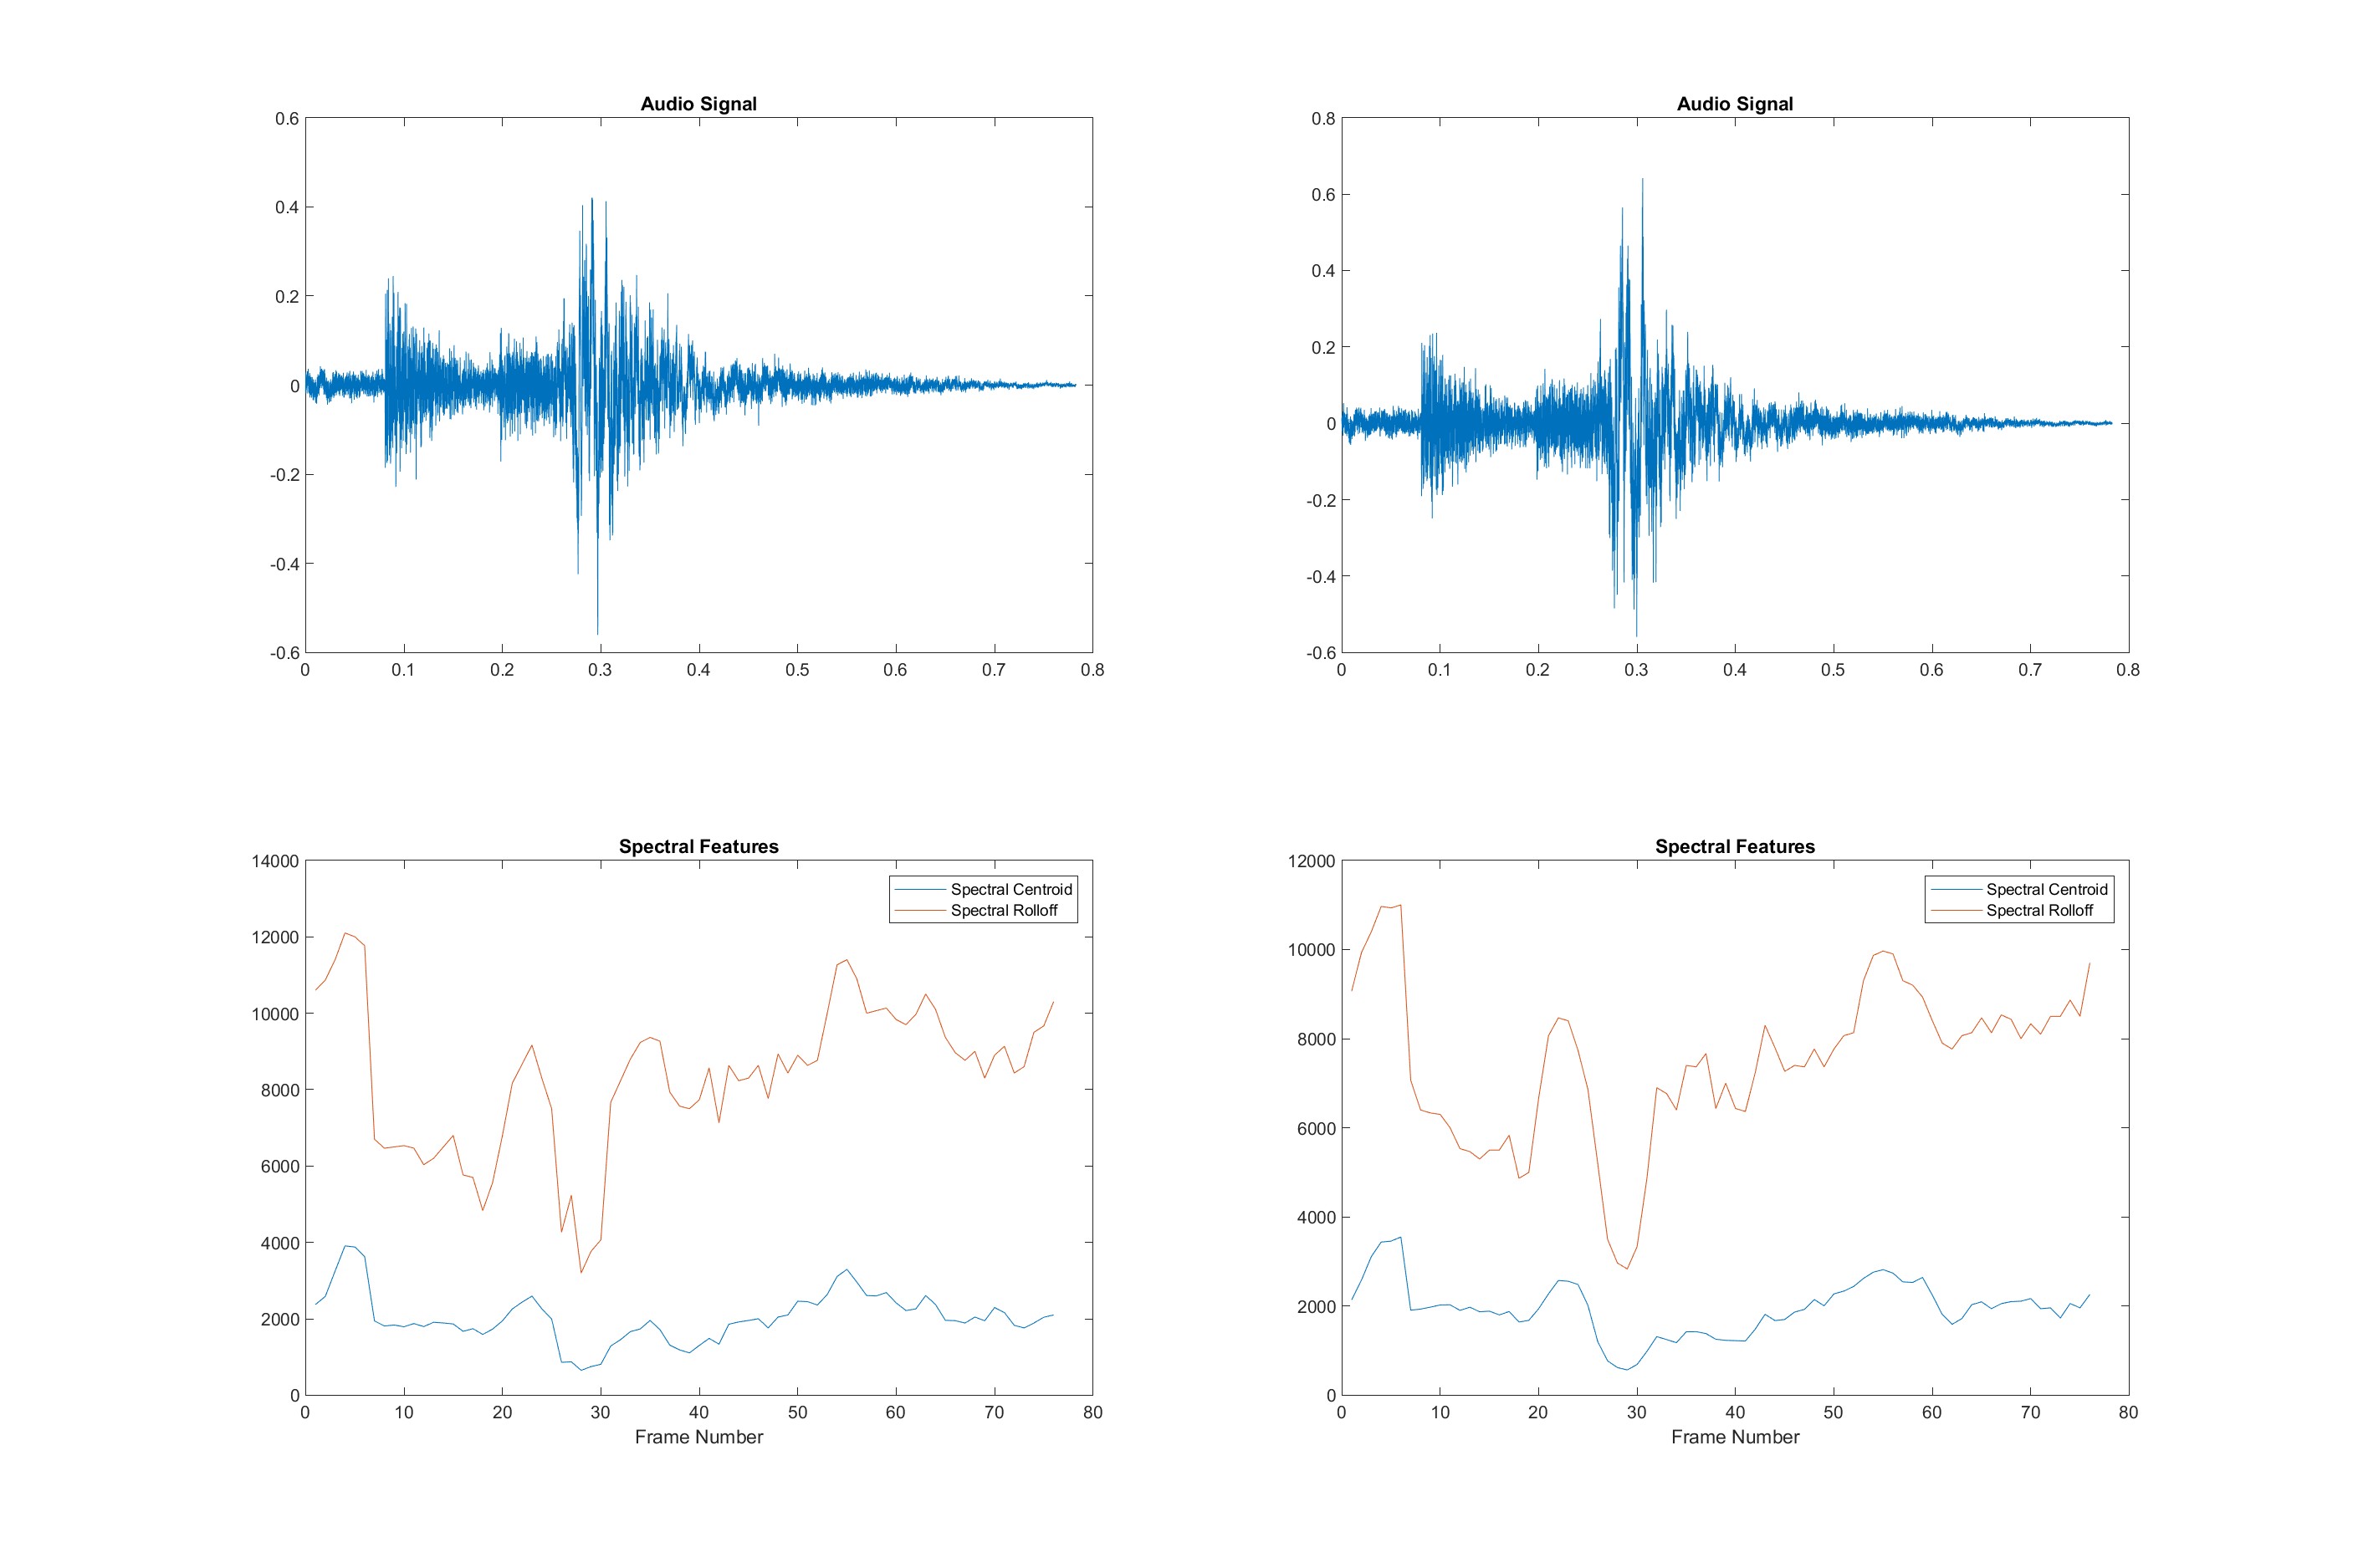 Audio Signal
0.6
0.4
0.2
0
-0.2
-0.4
-0.6
0 0.1 0.2 0.3 0.4 0.5 0.6 0.7 0.8
Audio Signal
0.8
0.6
0.4
0.2
0
-0.2
-0.4
-0.6
0 0.1 0.2 0.3 0.4 0.5 0.6 0.7 0.8
Spectral Features
14000
12000
10000
8000
6000
4000
2000
0
Spectral Centroid
Spectral Rolloff
0 10 20 30 40 50 60 70 80
Frame Number
Spectral Features
12000
10000
8000
6000
4000
2000
0
Spectral Centroid
Spectral Rolloff
0 10 20 30 40 50 60 70 80
Frame Number